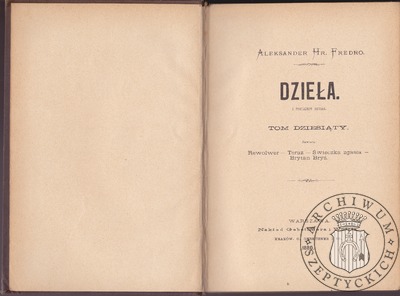 ALEKSANDER HR. FREDRO.
DZIEŁA.
TOM DZIESIĄTY.
Rewolwer – Teraz – Świeczka zgasła –
Brytan Bryś.
WARSZAWA
Nakład Gebethnera i
KRAKÓW G.
ARCHIWUM
SZEPTYCKICH